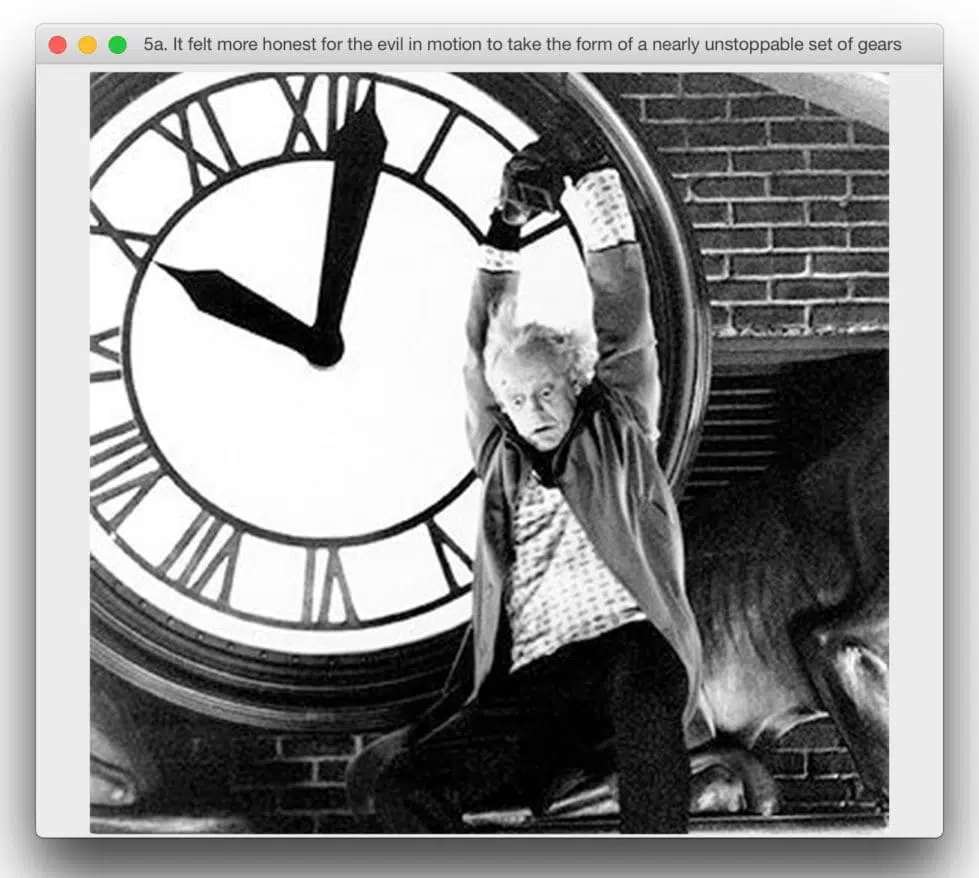 5a. It felt more honest for the evil in motion to take the form of a nearly unstoppable set of gears
XII
I
XI
X
IX
VIII
VII
VI
V